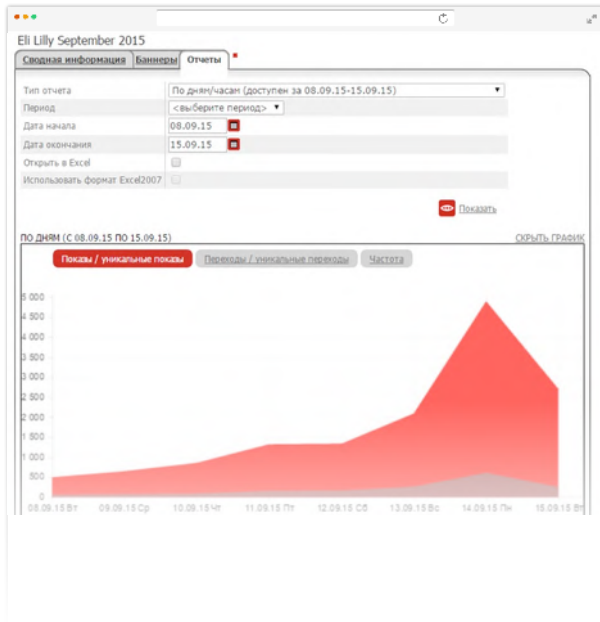 Eli Lilly September 2015
Сводная информация Баннеры Отчеты
Тип отчета По дням/часам (доступен за 08.09.15-15.09.15)
Период <выберите период>
Дата начала 08.09.15
Дата окончания 15.09.15
Открыть в Excel
Использовать формат Excel2007
Показать
ПО ДНЯМ (С 08.09.15 ПО 15.09.15) СКРЫТЬ ГРАФИК
Показы / уникальные показы Переходы / уникальные переходы Частота
5 000
4 500
4 000
3 500
3 000
2 500
2 000
1 500
1 000
500
0
08.09.15 Вт 09.09.15 Ср 10.09.15 Чт 11.09.15 Пт 12.09.15 Сб 13.09.15 Вс 14.09.15 Пн 15.09.15 Вт